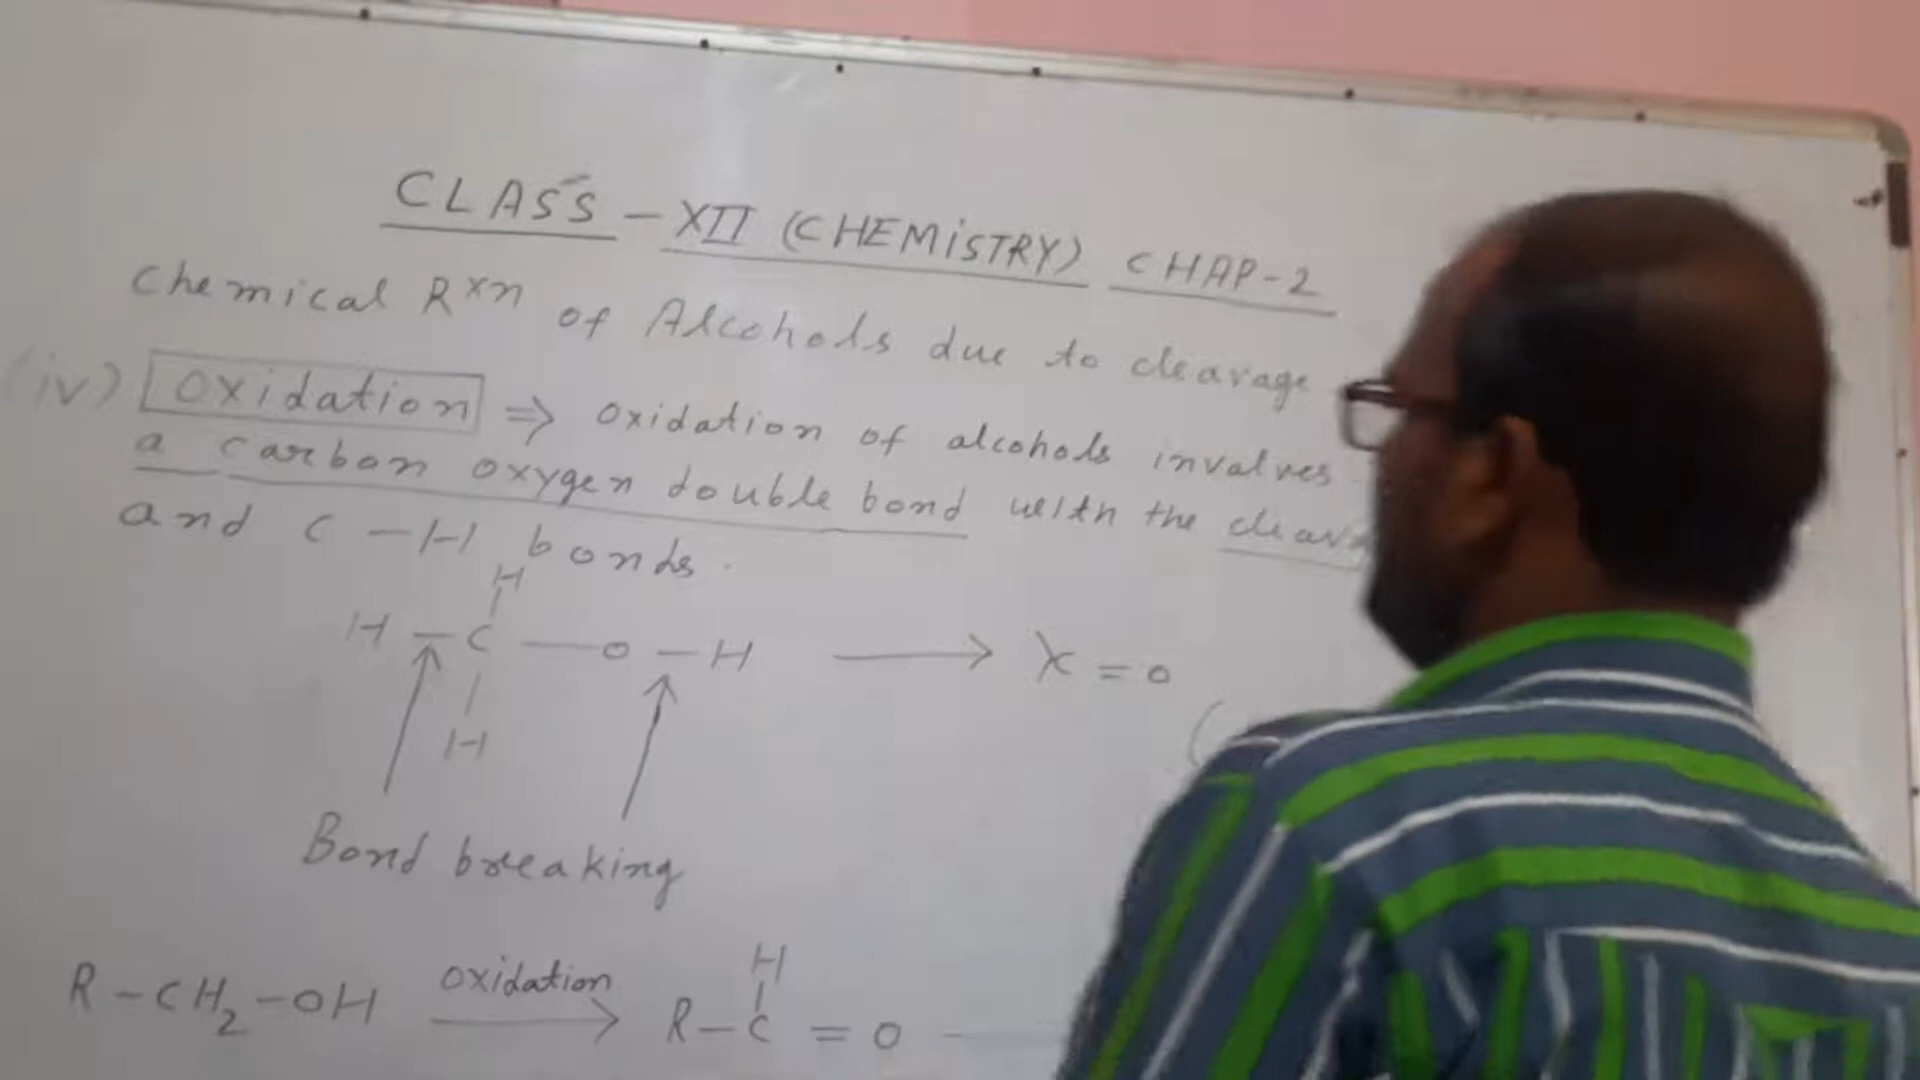 CLASS - XII (CHEMISTRY) CHAP-2
Chemical Rxn of Alcohols due to cleavage
(iv) Oxidation ⇒ Oxidation of alcohols involves
a carbon oxygen double bond with the
and C-H bonds.
H
H - C - O - H → X = O
H
Bond breaking
H
R-CH2-OH oxidation → R-C = O